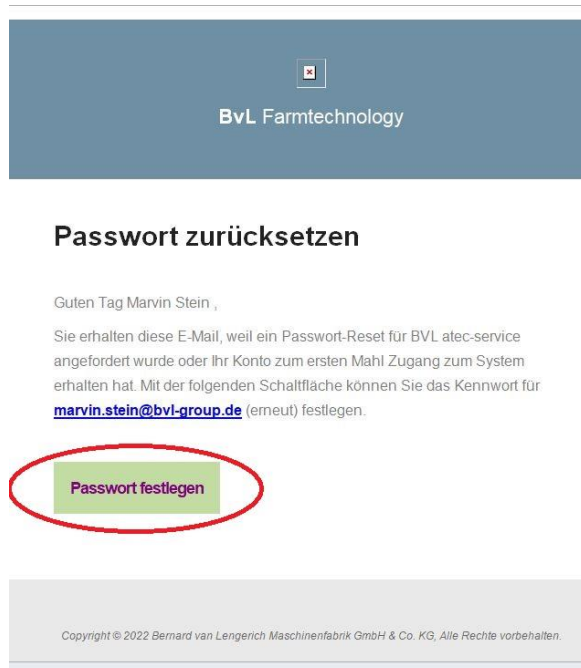 BvL Farmtechnology
Passwort zurücksetzen
Guten Tag Marvin Stein ,
Sie erhalten diese E-Mail, weil ein Passwort-Reset für BVL atec-service
angefordert wurde oder Ihr Konto zum ersten Mahl Zugang zum System
erhalten hat. Mit der folgenden Schaltfläche können Sie das Kennwort für
marvin.stein@bvl-group.de (erneut) festlegen.
Passwort festlegen
Copyright © 2022 Bernard van Lengerich Maschinenfabrik GmbH & Co. KG, Alle Rechte vorbehalten.